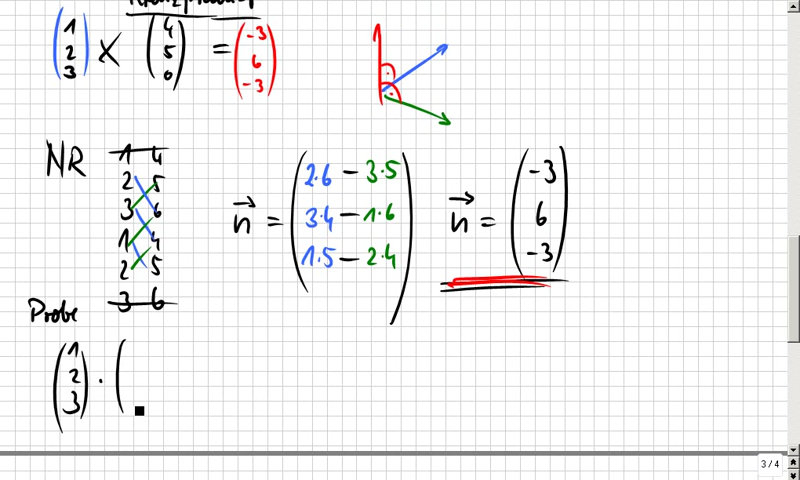 Kreuzprodukt
(1 2 3) × (4 5 6) = (-3 6 -3)
NR
1 4
2 5
3 6
1 4
2 5
3 6
n⃗ = (2·6 – 3·5
3·4 – 1·6
1·5 – 2·4)
n⃗ = (-3
6
-3)
Probe
(1 2 3) · (
3 / 4